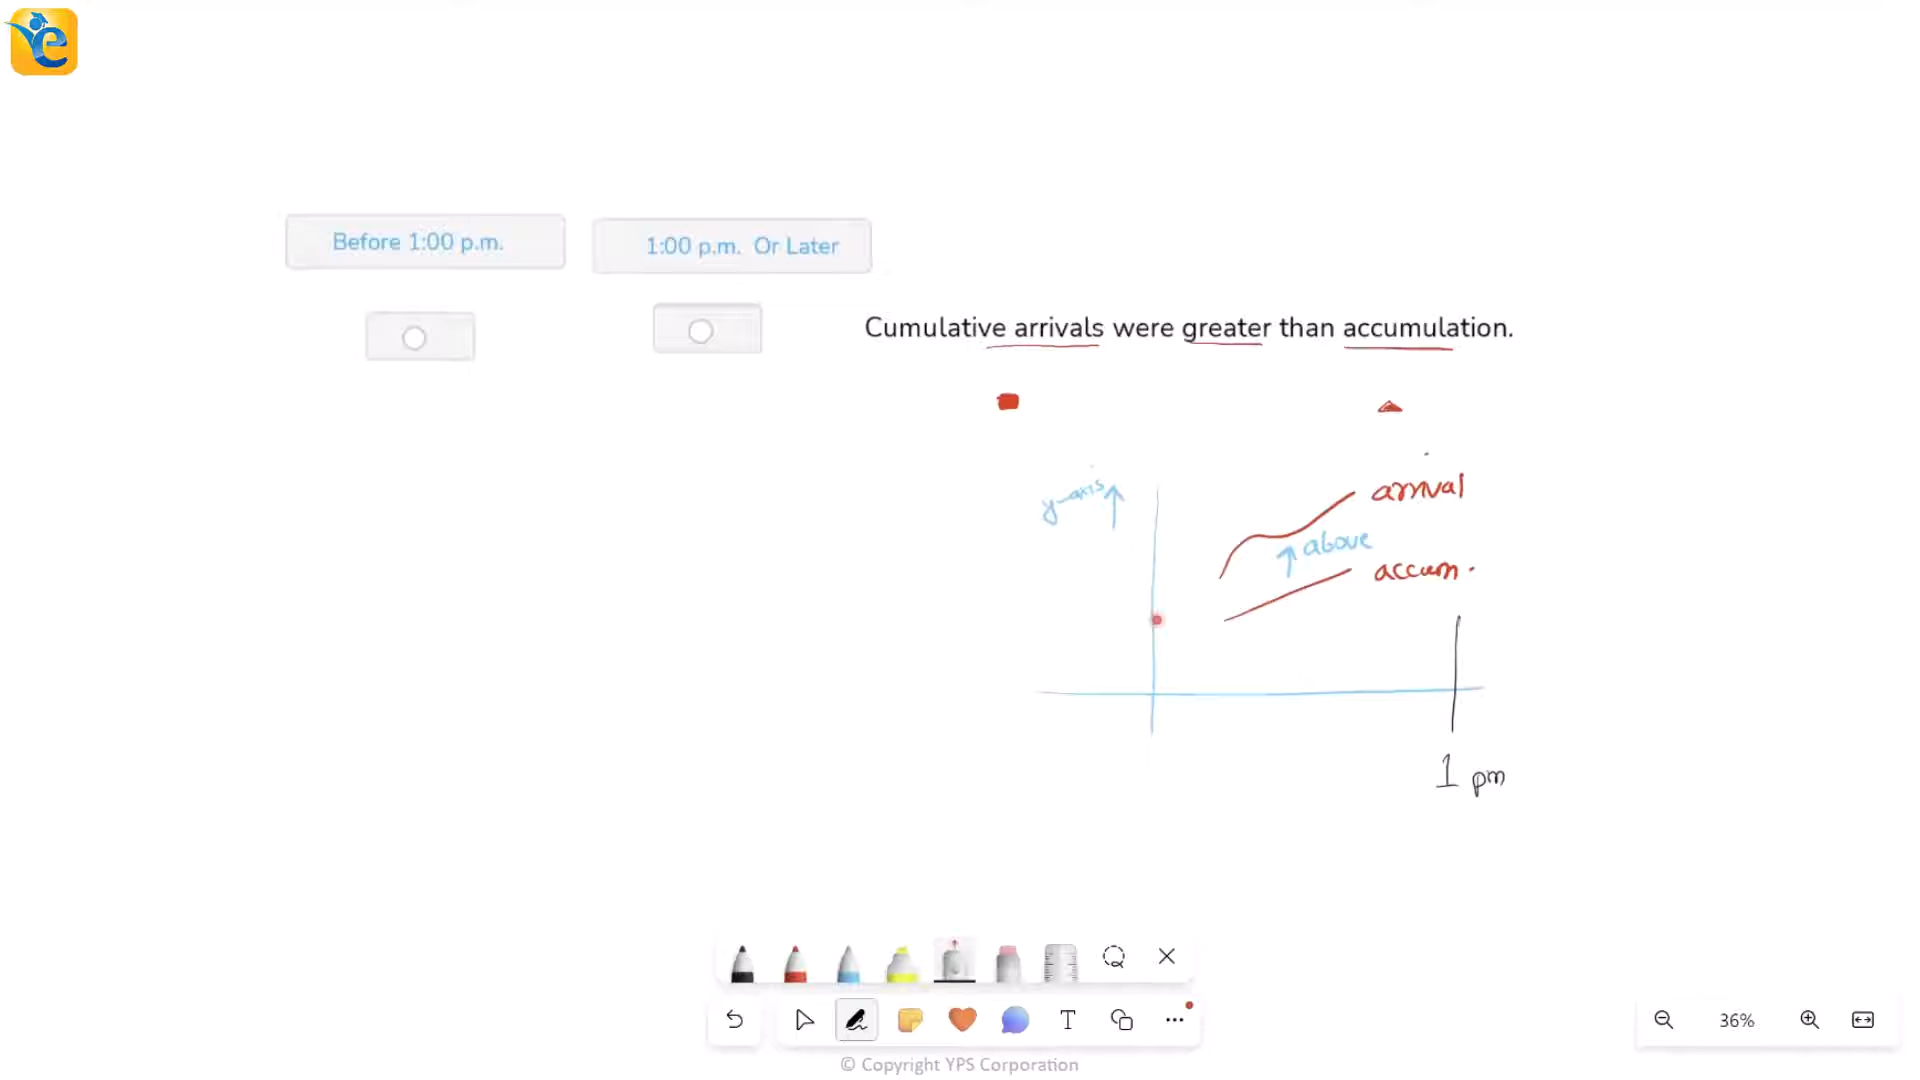 e
Before 1:00 p.m.
1:00 p.m. Or Later
Cumulative arrivals were greater than accumulation.
y-axis
arrival
above
accum.
1 pm
T
36%
© Copyright YPS Corporation